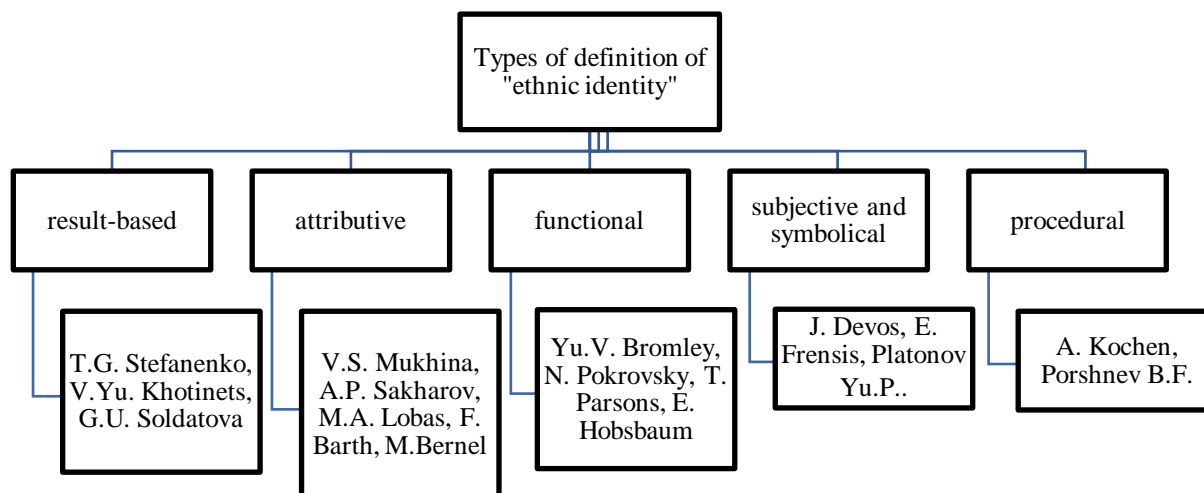 Types of definition of
"ethnic identity"
result-based
attributive
functional
subjective and
symbolical
procedural
T.G. Stefanenko,
V.Yu. Khotinets,
G.U. Soldatova
V.S. Mukhina,
A.P. Sakharov,
M.A. Lobas, F.
Barth, M.Bernel
Yu.V. Bromley,
N. Pokrovsky, T.
Parsons, E.
Hobsbaum
J. Devos, E.
Frensis, Platonov
Yu.P..
A. Kochen,
Porshnev B.F.